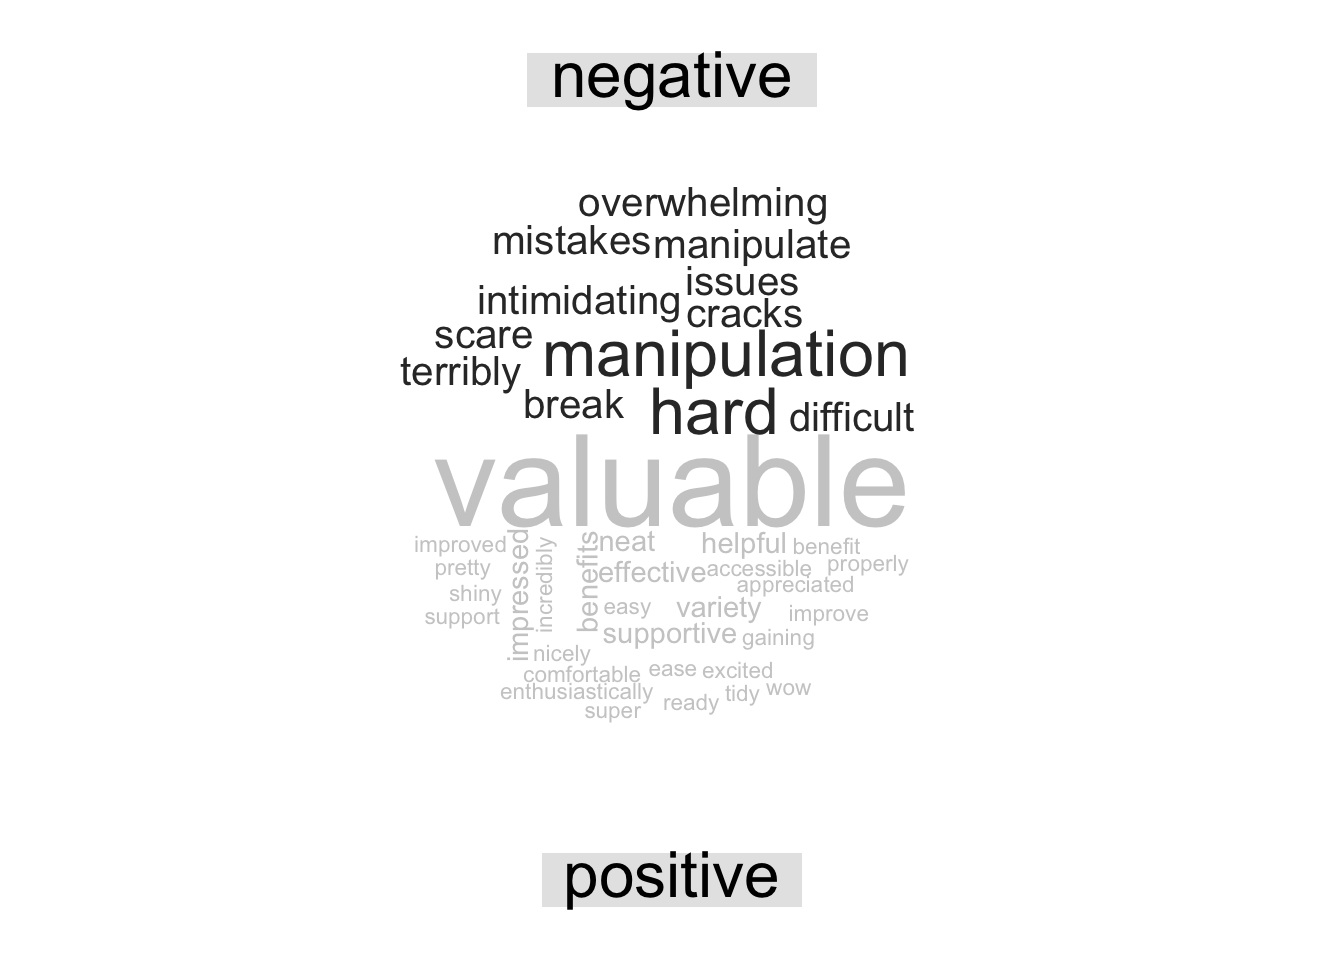 negative
overwhelming
mistakes manipulate
issues
intimidating cracks
scare manipulation
terribly
break hard difficult
valuable
improved impressed incredibly benefits neat helpful benefit
pretty effective accessible properly
shiny appreciated
support easy variety improve
supportive gaining
nicely
comfortable ease excited
enthusiastically tidy wow
super ready
positive